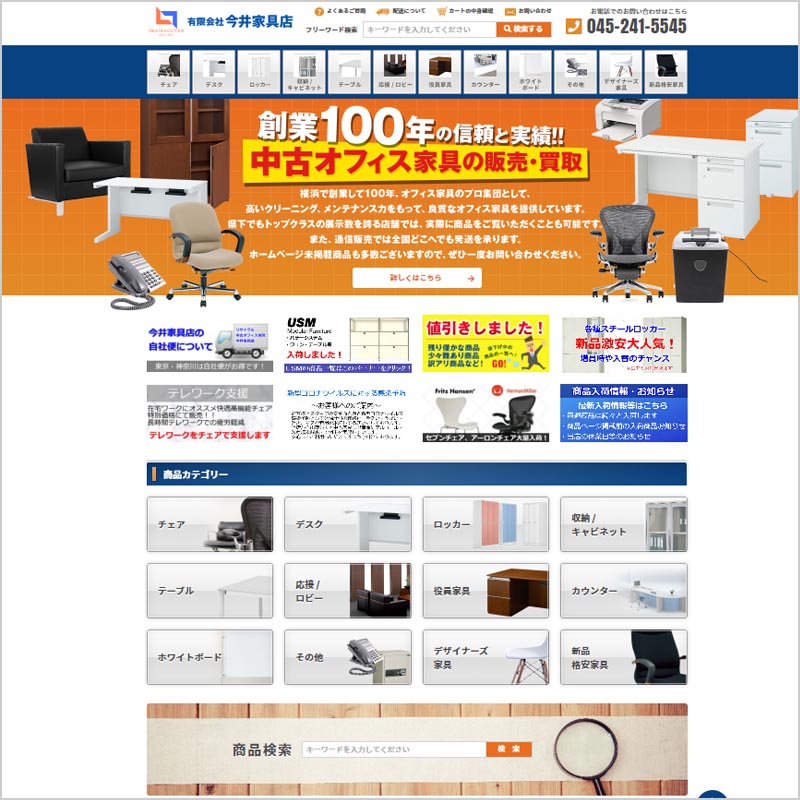 有限会社 今井家具店
よくあるご質問
配送について
カートの中身確認
お問い合わせ
お電話でのお問い合わせはこちら
045-241-5545
フリーワード検索
キーワードを入力してください
検索する
チェア
デスク
ロッカー
収納 /
キャビネット
テーブル
応接 / ロビー
役員家具
カウンター
ホワイト
ボード
その他
デザイナーズ
家具
新品格安家具
創業100年の信頼と実績!!
中古オフィス家具の販売・買取
横浜で創業して100年、オフィス家具のプロ集団として、
高いクリーニング、メンテナンス力をもって、良質なオフィス家具を提供しています。
県下でもトップクラスの展示数を誇る店舗では、実際に商品をご覧いただくことも可能です。
また、通信販売では全国どこへでも発送を承ります。
ホームページ未掲載商品も多数ございますので、ぜひ一度お問い合わせください。
詳しくはこちら
今井家具店の
自社便について
東京・神奈川は自社便がお得です！
USM
Modular Furniture
入荷しました！
値引きしました！
残り僅かな商品
少々難あり商品
訳アリ商品など！
GO!
各種スチールロッカー
新品激安大人気！
増員時や入替のチャンス
テレワーク支援
在宅ワークにオススメ快適高機能チェア
特別価格にて販売！！
長時間テレワークでの疲労軽減
テレワークをチェアで支援します
新型コロナウイルスに対する感染予防
～お客様へのご案内～
Fritz Hansen
HermanMiller
セブンチェア、アーロンチェア大量入荷！
商品入荷情報・お知らせ
最新入荷情報等はこちら
・当店の休業日等のお知らせ
商品カテゴリー
チェア
デスク
ロッカー
収納 /
キャビネット
テーブル
応接 /
ロビー
役員家具
カウンター
ホワイトボード
その他
デザイナーズ
家具
新品
格安家具
商品検索
キーワードを入力してください
検 索